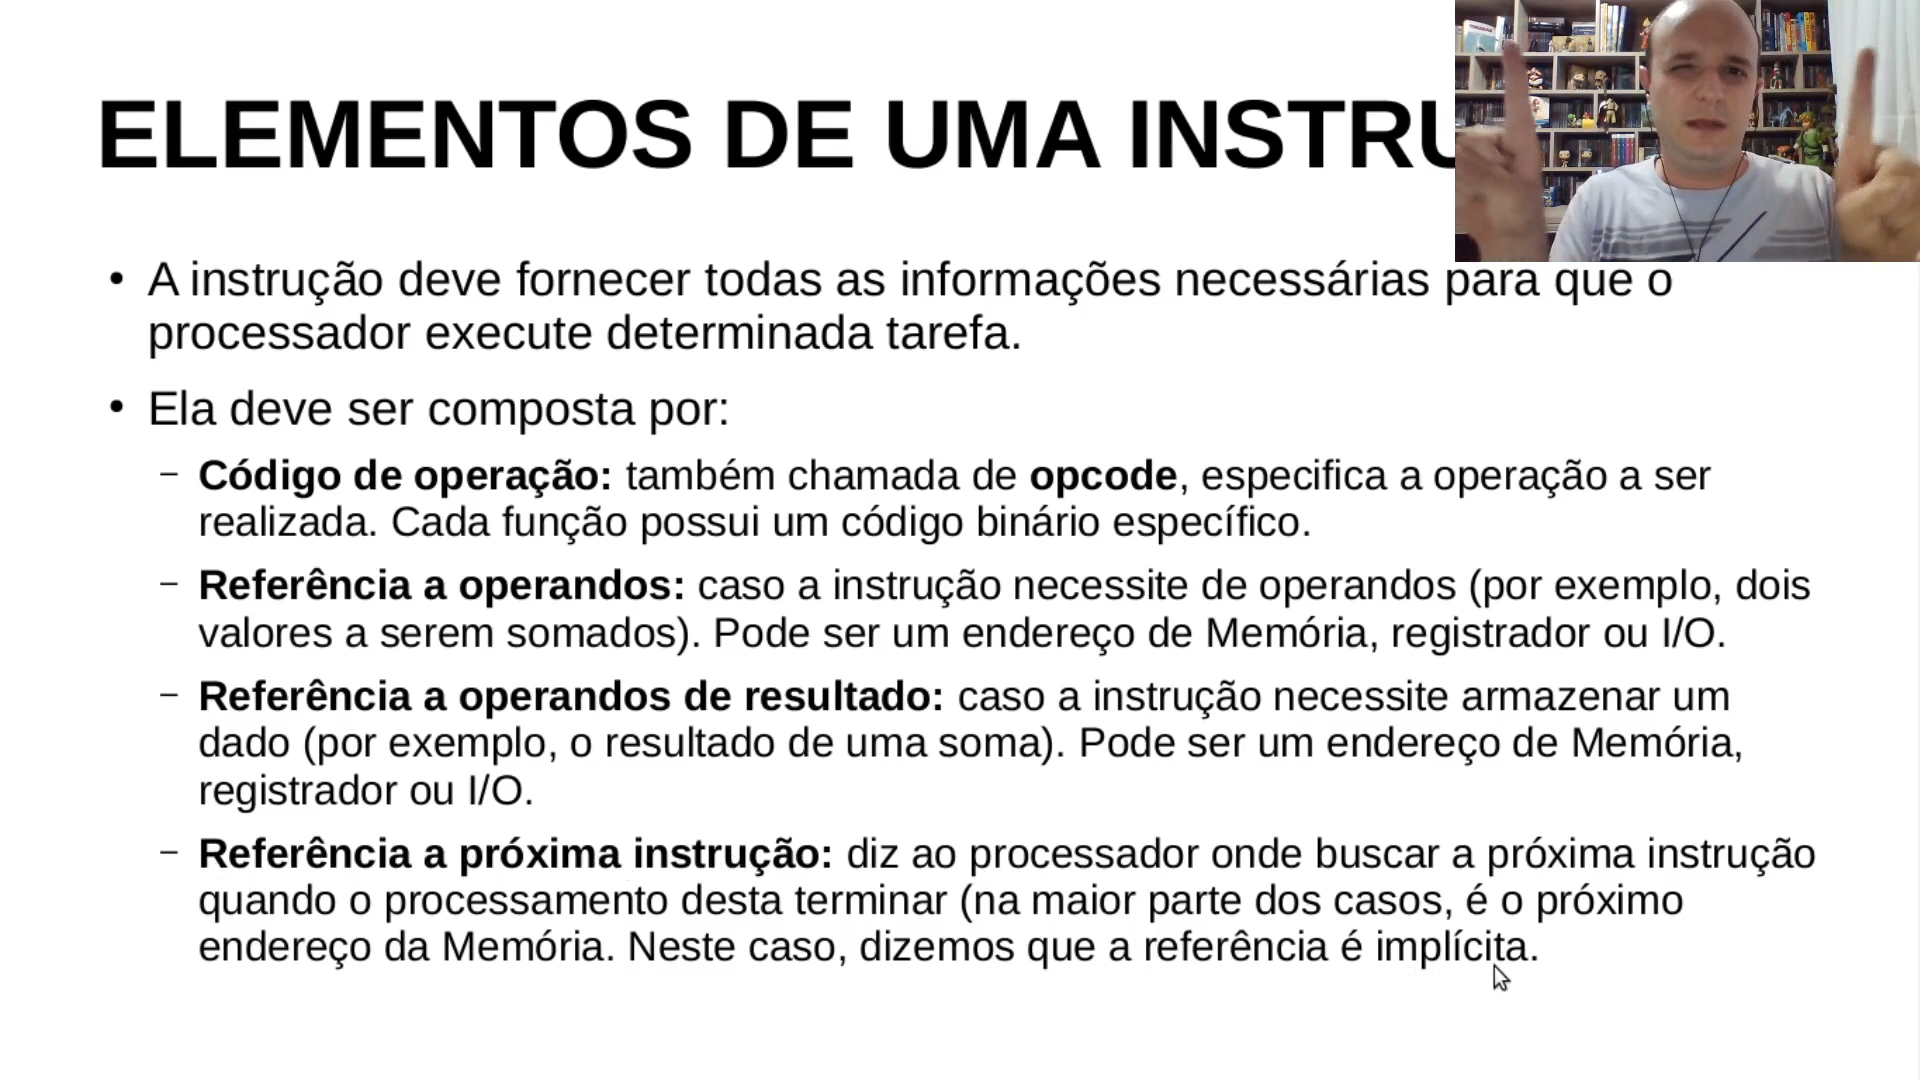 ELEMENTOS DE UMA INSTRU
• A instrução deve fornecer todas as informações necessárias para que o
processador execute determinada tarefa.
• Ela deve ser composta por:
– Código de operação: também chamada de opcode, especifica a operação a ser
realizada. Cada função possui um código binário específico.
– Referência a operandos: caso a instrução necessite de operandos (por exemplo, dois
valores a serem somados). Pode ser um endereço de Memória, registrador ou I/O.
– Referência a operandos de resultado: caso a instrução necessite armazenar um
dado (por exemplo, o resultado de uma soma). Pode ser um endereço de Memória,
registrador ou I/O.
– Referência a próxima instrução: diz ao processador onde buscar a próxima instrução
quando o processamento desta terminar (na maior parte dos casos, é o próximo
endereço da Memória. Neste caso, dizemos que a referência é implícita.